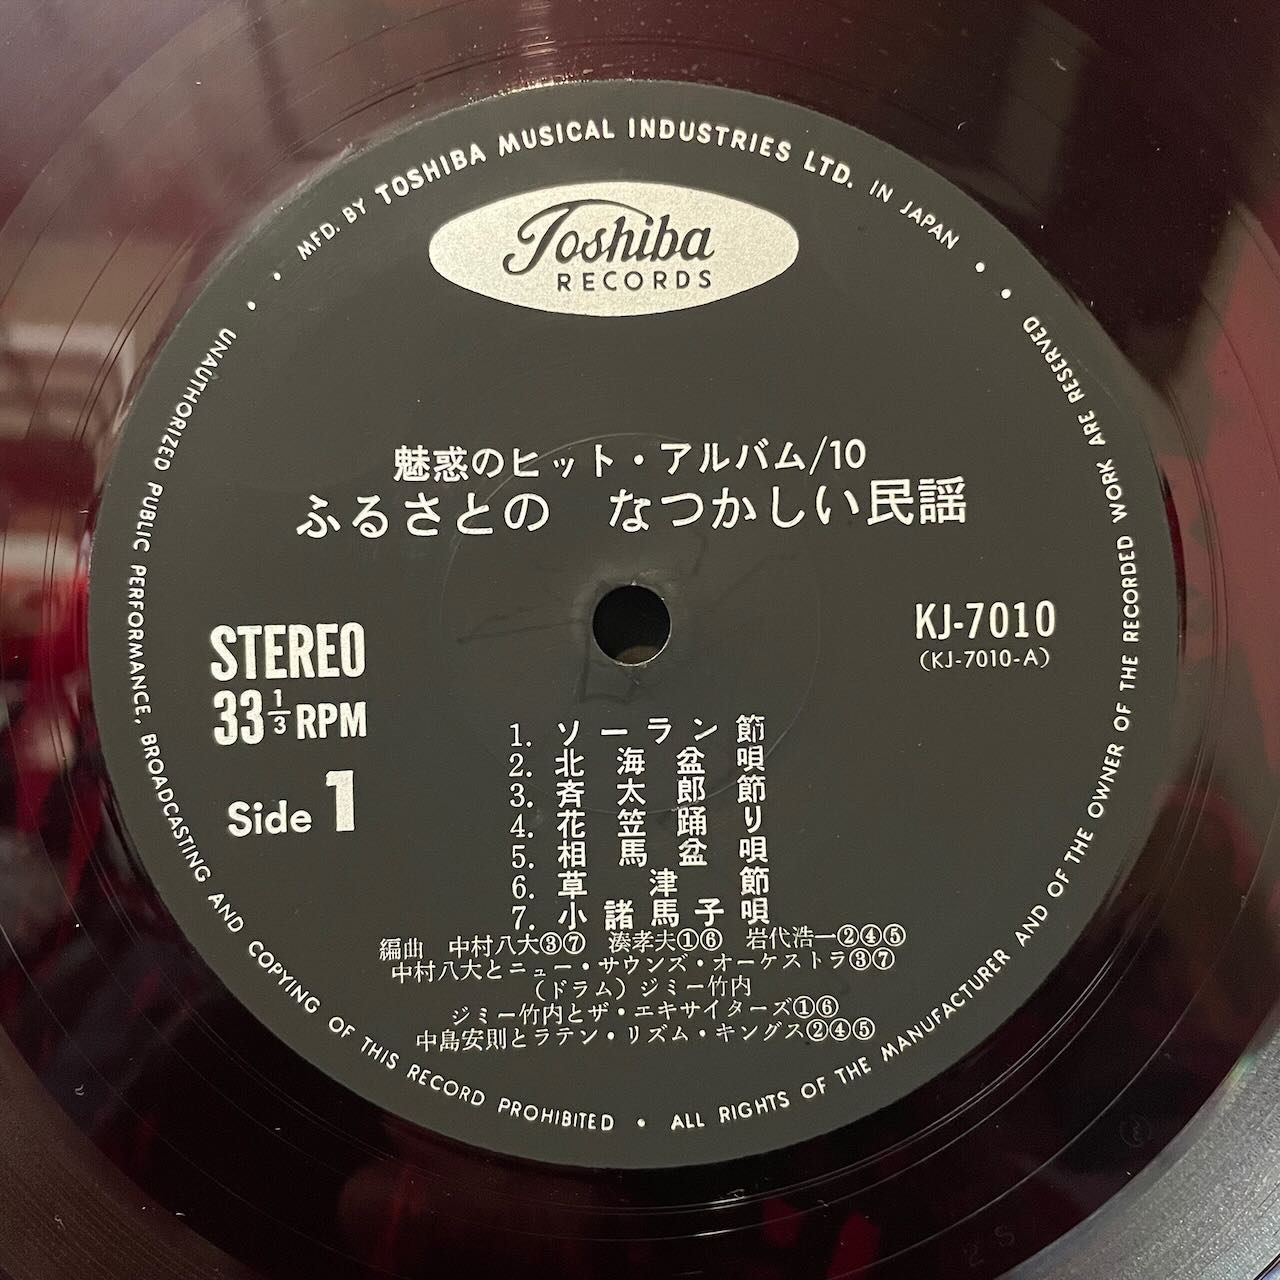 MFD. BY TOSHIBA MUSICAL INDUSTRIES LTD. IN JAPAN
Toshiba
RECORDS
魅惑のヒット・アルバム/10
ふるさとの　なつかしい民謡
STEREO
33 1/3 RPM
Side 1
KJ-7010
(KJ-7010-A)
1. ソーラン節
2. 北海盆唄
3. 斉太郎節
4. 花笠踊り
5. 相馬盆唄
6. 草津節
7. 小諸馬子唄
編曲　中村八大③⑦　湊孝夫①⑥　岩代浩一②④⑤
中村八大とニュー・サウンズ・オーケストラ③⑦
（ドラム）ジミー竹内
ジミー竹内とザ・エキサイターズ①⑥
中島安則とラテン・リズム・キングス②④⑤
UNAUTHORIZED PUBLIC PERFORMANCE, BROADCASTING AND COPYING OF THIS RECORD PROHIBITED • ALL RIGHTS OF THE MANUFACTURER AND OF THE OWNER OF THE RECORDED WORK ARE RESERVED